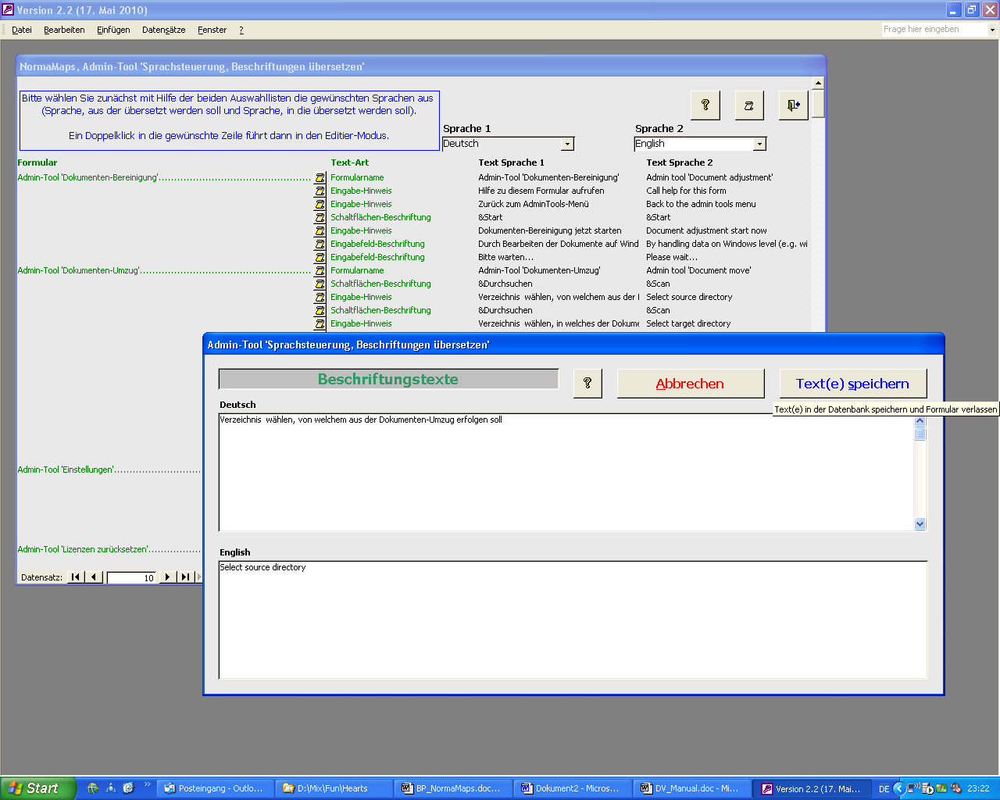 Version 2.2 (17. Mai 2010)
Datei Bearbeiten Einfügen Datensätze Fenster ? Frage hier eingeben
NormaMaps, Admin-Tool 'Sprachsteuerung, Beschriftungen übersetzen'
Bitte wählen Sie zunächst mit Hilfe der beiden Auswahllisten die gewünschten Sprachen aus
(Sprache, aus der übersetzt werden soll und Sprache, in die übersetzt werden soll).
Ein Doppelklick in die gewünschte Zeile führt dann in den Editier-Modus.
?
Sprache 1 Sprache 2
Deutsch English
Formular Text-Art Text Sprache 1 Text Sprache 2
Admin-Tool 'Dokumenten-Bereinigung' Formularname Admin-Tool 'Dokumenten-Bereinigung' Admin tool 'Document adjustment'
Eingabe-Hinweis Hilfe zu diesem Formular aufrufen Call help for this form
Eingabe-Hinweis Zurück zum AdminTools-Menü Back to the admin tools menu
Schaltflächen-Beschriftung &Start &Start
Eingabe-Hinweis Dokumenten-Bereinigung jetzt starten Document adjustment start now
Eingabefeld-Beschriftung Durch Bearbeiten der Dokumente auf Wind By handling data on Windows level (e.g. wi
Eingabefeld-Beschriftung Bitte warten... Please wait...
Admin-Tool 'Dokumenten-Umzug' Formularname Admin-Tool 'Dokumenten-Umzug' Admin tool 'Document move'
Schaltflächen-Beschriftung &Durchsuchen &Scan
Eingabe-Hinweis Verzeichnis  wählen, von welchem aus der Select source directory
Schaltflächen-Beschriftung &Durchsuchen &Scan
Eingabe-Hinweis Verzeichnis  wählen, in welches der Dokume Select target directory
Admin-Tool 'Sprachsteuerung, Beschriftungen übersetzen'
Beschriftungstexte ? Abbrechen Text(e) speichern
Deutsch
Text(e) in der Datenbank speichern und Formular verlassen
Verzeichnis  wählen, von welchem aus der Dokumenten-Umzug erfolgen soll
Admin-Tool 'Einstellungen'
Admin-Tool 'Lizenzen zurücksetzen'
English
Select source directory
Datensatz: 10
Start Posteingang - Outlo... D:\Mix\Fun\Hearts BP_NormaMaps.doc... Dokument2 - Micros... DV_Manual.doc - Mi... Version 2.2 (17. Mai... DE 23:22